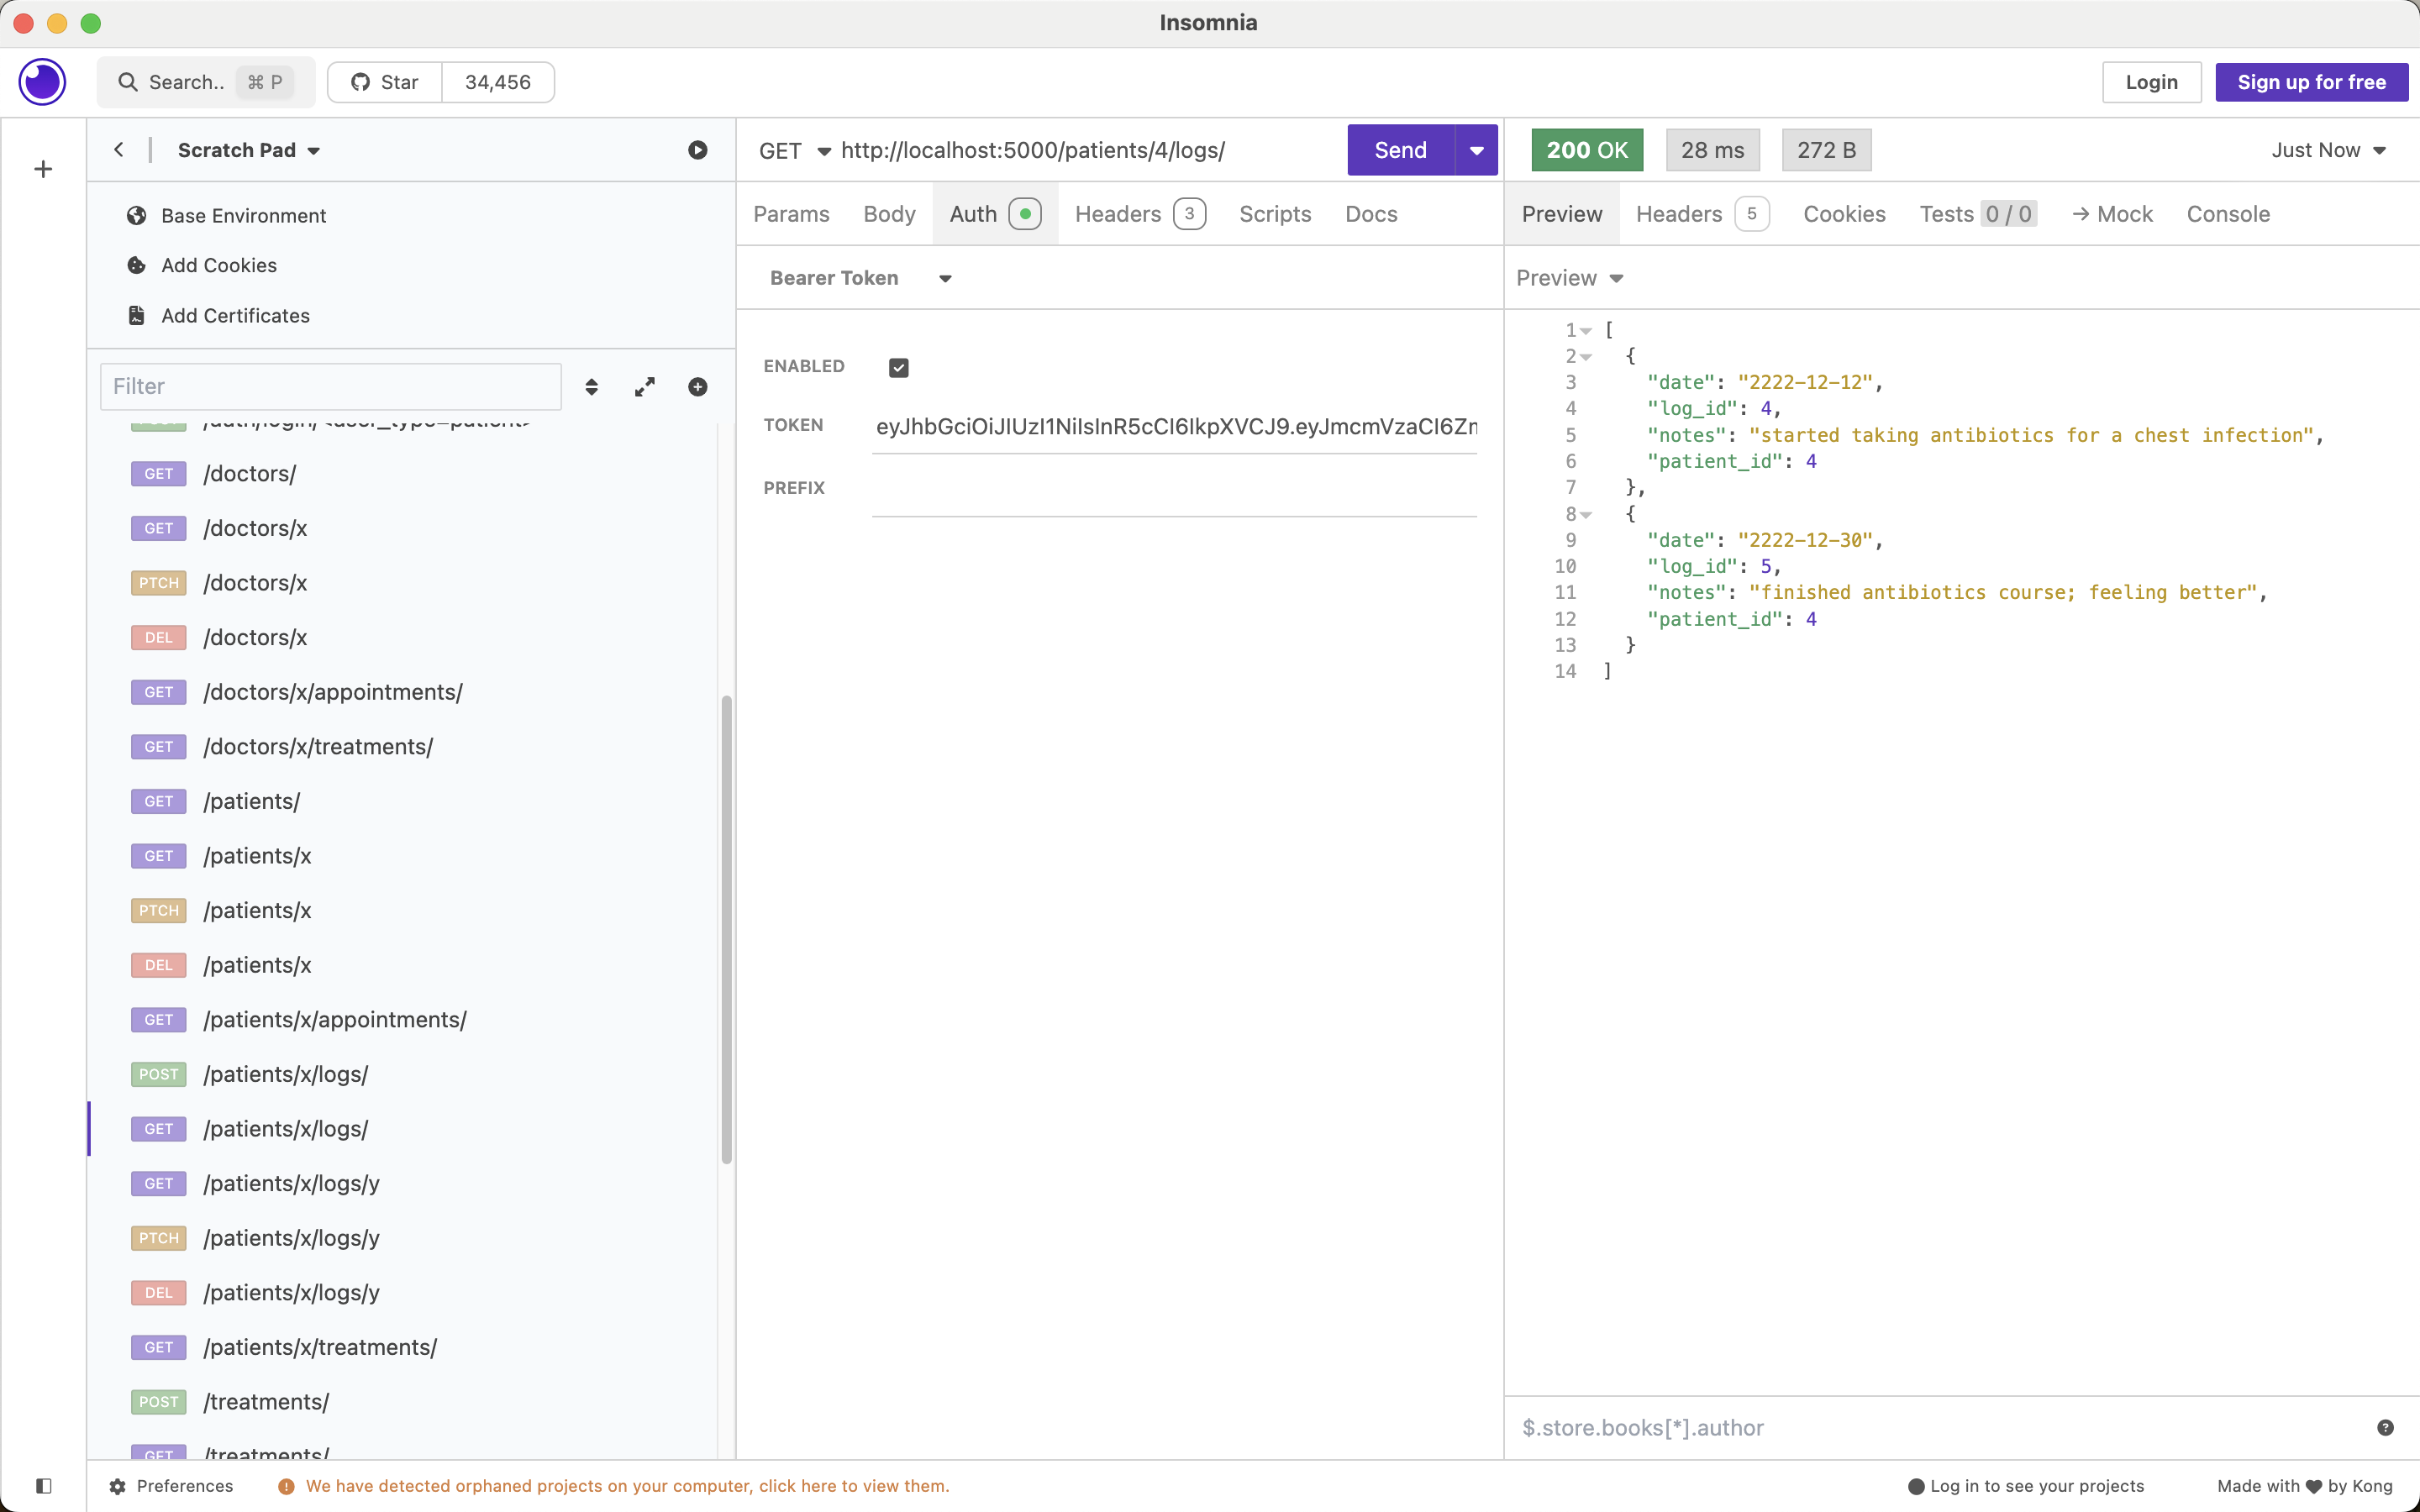 Insomnia
Search.. ⌘ P
Star 34,456
Login
Sign up for free
Scratch Pad
Base Environment
Add Cookies
Add Certificates
Filter
GET /doctors/
GET /doctors/x
PTCH /doctors/x
DEL /doctors/x
GET /doctors/x/appointments/
GET /doctors/x/treatments/
GET /patients/
GET /patients/x
PTCH /patients/x
DEL /patients/x
GET /patients/x/appointments/
POST /patients/x/logs/
GET /patients/x/logs/
GET /patients/x/logs/y
PTCH /patients/x/logs/y
DEL /patients/x/logs/y
GET /patients/x/treatments/
POST /treatments/
GET /treatments/
GET http://localhost:5000/patients/4/logs/
Send
Params Body Auth Headers 3 Scripts Docs
Bearer Token
ENABLED
TOKEN
PREFIX
200 OK 28 ms 272 B Just Now
Preview Headers 5 Cookies Tests 0 / 0 → Mock Console
Preview
1 [
2 {
3 "date": "2222-12-12",
4 "log_id": 4,
5 "notes": "started taking antibiotics for a chest infection",
6 "patient_id": 4
7 },
8 {
9 "date": "2222-12-30",
10 "log_id": 5,
11 "notes": "finished antibiotics course; feeling better",
12 "patient_id": 4
13 }
14 ]
$.store.books[*].author
Preferences
We have detected orphaned projects on your computer, click here to view them.
Log in to see your projects
Made with ♥ by Kong